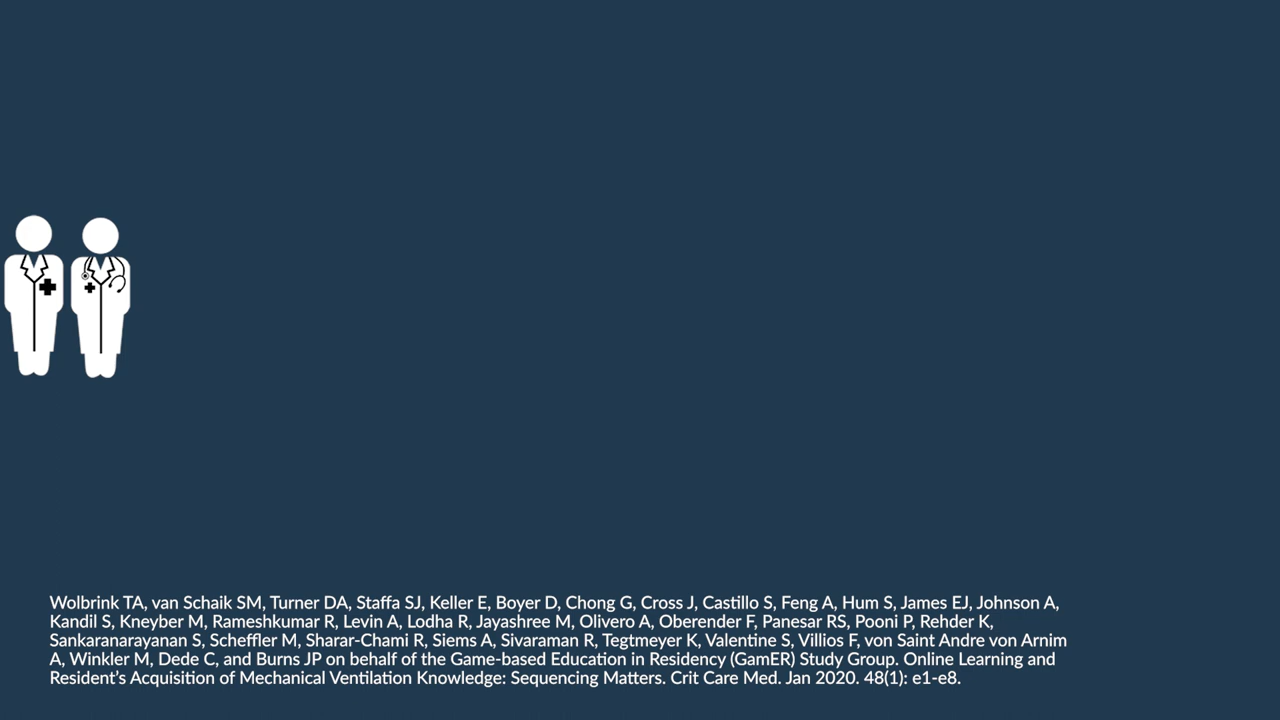 Wolbrink TA, van Schaik SM, Turner DA, Staffa SJ, Keller E, Boyer D, Chong G, Cross J, Castillo S, Feng A, Hum S, James EJ, Johnson A,
Kandil S, Kneyber M, Rameshkumar R, Levin A, Lodha R, Jayashree M, Olivero A, Oberender F, Panesar RS, Pooni P, Rehder K,
Sankaranarayanan S, Scheffler M, Sharar-Chami R, Siems A, Sivaraman R, Tegtmeyer K, Valentine S, Villios F, von Saint Andre von Arnim
A, Winkler M, Dede C, and Burns JP on behalf of the Game-based Education in Residency (GamER) Study Group. Online Learning and
Resident’s Acquisition of Mechanical Ventilation Knowledge: Sequencing Matters. Crit Care Med. Jan 2020. 48(1): e1-e8.